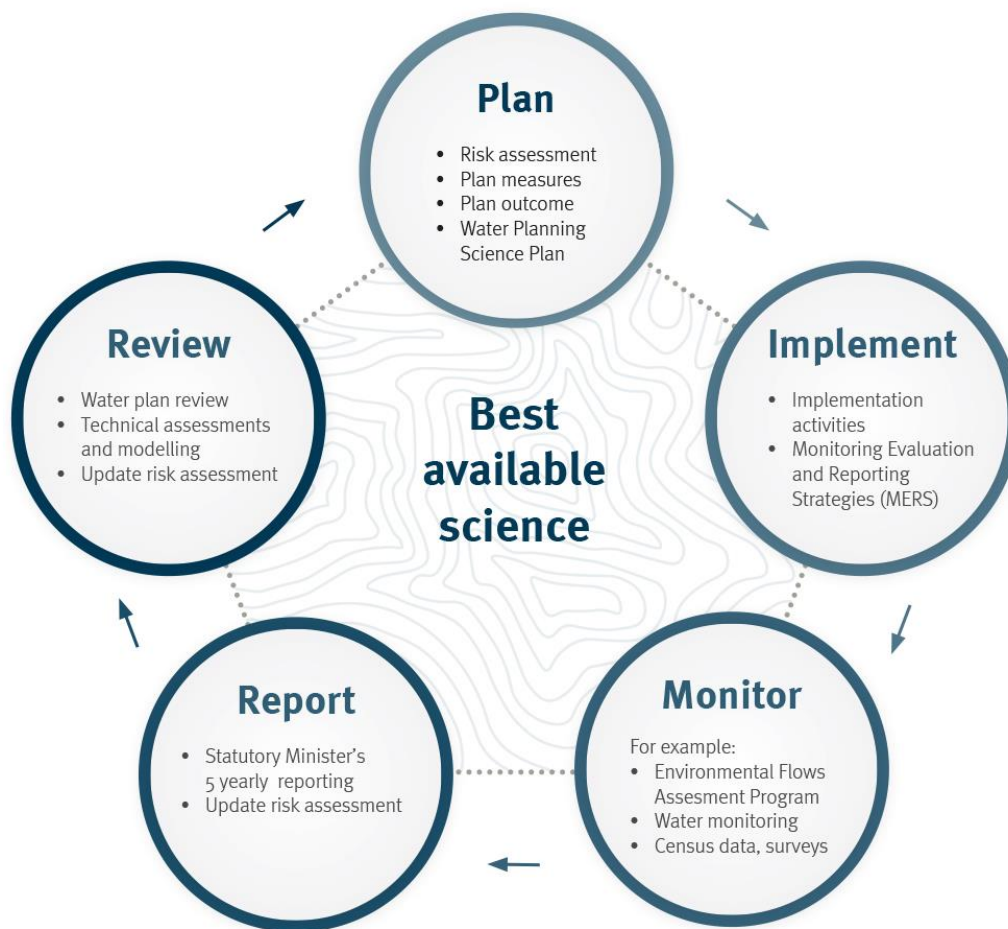 Plan
• Risk assessment
• Plan measures
• Plan outcome
• Water Planning
Science Plan
Implement
• Implementation
activities
• Monitoring Evaluation
and Reporting
Strategies (MERS)
Monitor
For example:
• Environmental Flows
Assesment Program
• Water monitoring
• Census data, surveys
Report
• Statutory Minister’s
5 yearly reporting
• Update risk assessment
Review
• Water plan review
• Technical assessments
and modelling
• Update risk assessment
Best
available
science